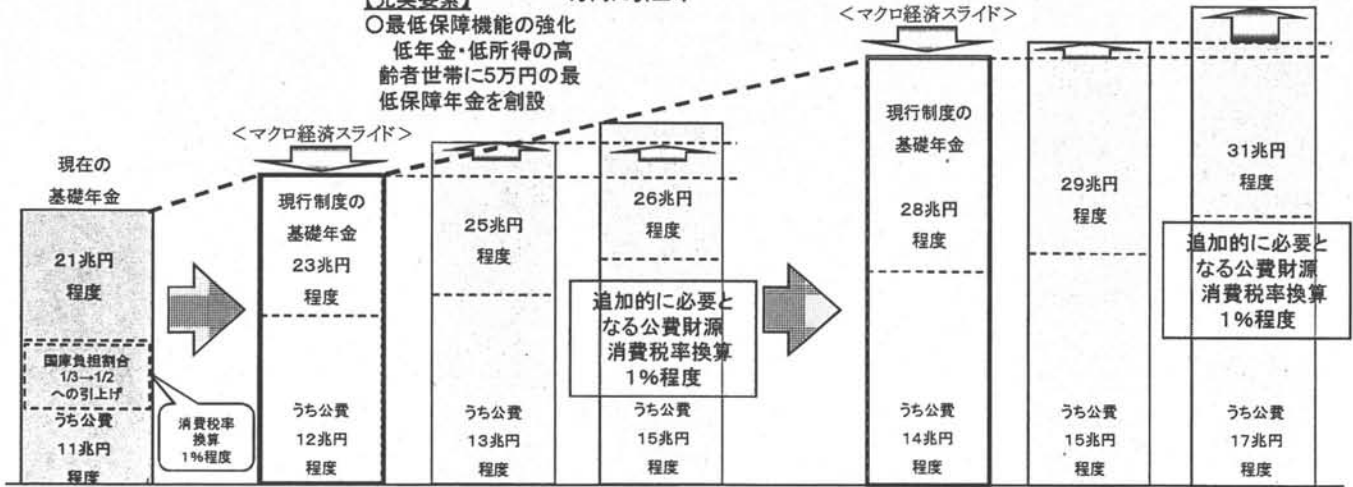 ○最低保障機能の強化
低年金・低所得の高
齢者世帯に5万円の最
低保障年金を創設
＜マクロ経済スライド＞
＜マクロ経済スライド＞
現在の
基礎年金
21兆円
程度
国庫負担割合
1/3→1/2
への引上げ
うち公費
11兆円
程度
消費税率
換算
1%程度
現行制度の
基礎年金
23兆円
程度
うち公費
12兆円
程度
25兆円
程度
うち公費
13兆円
程度
26兆円
程度
追加的に必要と
なる公費財源
消費税率換算
1%程度
うち公費
15兆円
程度
現行制度の
基礎年金
28兆円
程度
うち公費
14兆円
程度
29兆円
程度
うち公費
15兆円
程度
31兆円
程度
追加的に必要と
なる公費財源
消費税率換算
1%程度
うち公費
17兆円
程度